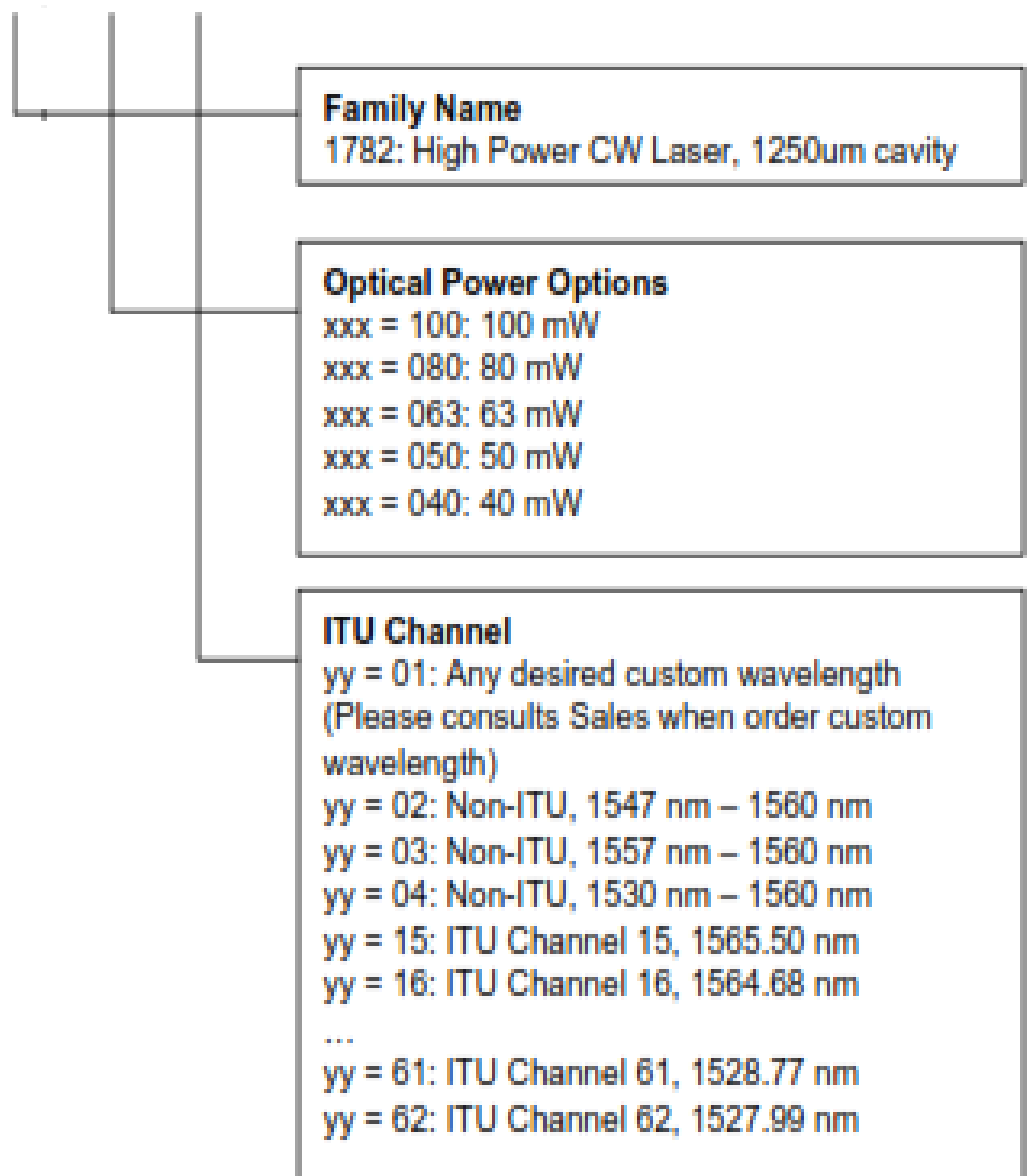 Family Name
1782: High Power CW Laser, 1250um cavity
Optical Power Options
xxx = 100: 100 mW
xxx = 080: 80 mW
xxx = 063: 63 mW
xxx = 050: 50 mW
xxx = 040: 40 mW
ITU Channel
yy = 01: Any desired custom wavelength
(Please consults Sales when order custom
wavelength)
yy = 02: Non-ITU, 1547 nm – 1560 nm
yy = 03: Non-ITU, 1557 nm – 1560 nm
yy = 04: Non-ITU, 1530 nm – 1560 nm
yy = 15: ITU Channel 15, 1565.50 nm
yy = 16: ITU Channel 16, 1564.68 nm
...
yy = 61: ITU Channel 61, 1528.77 nm
yy = 62: ITU Channel 62, 1527.99 nm